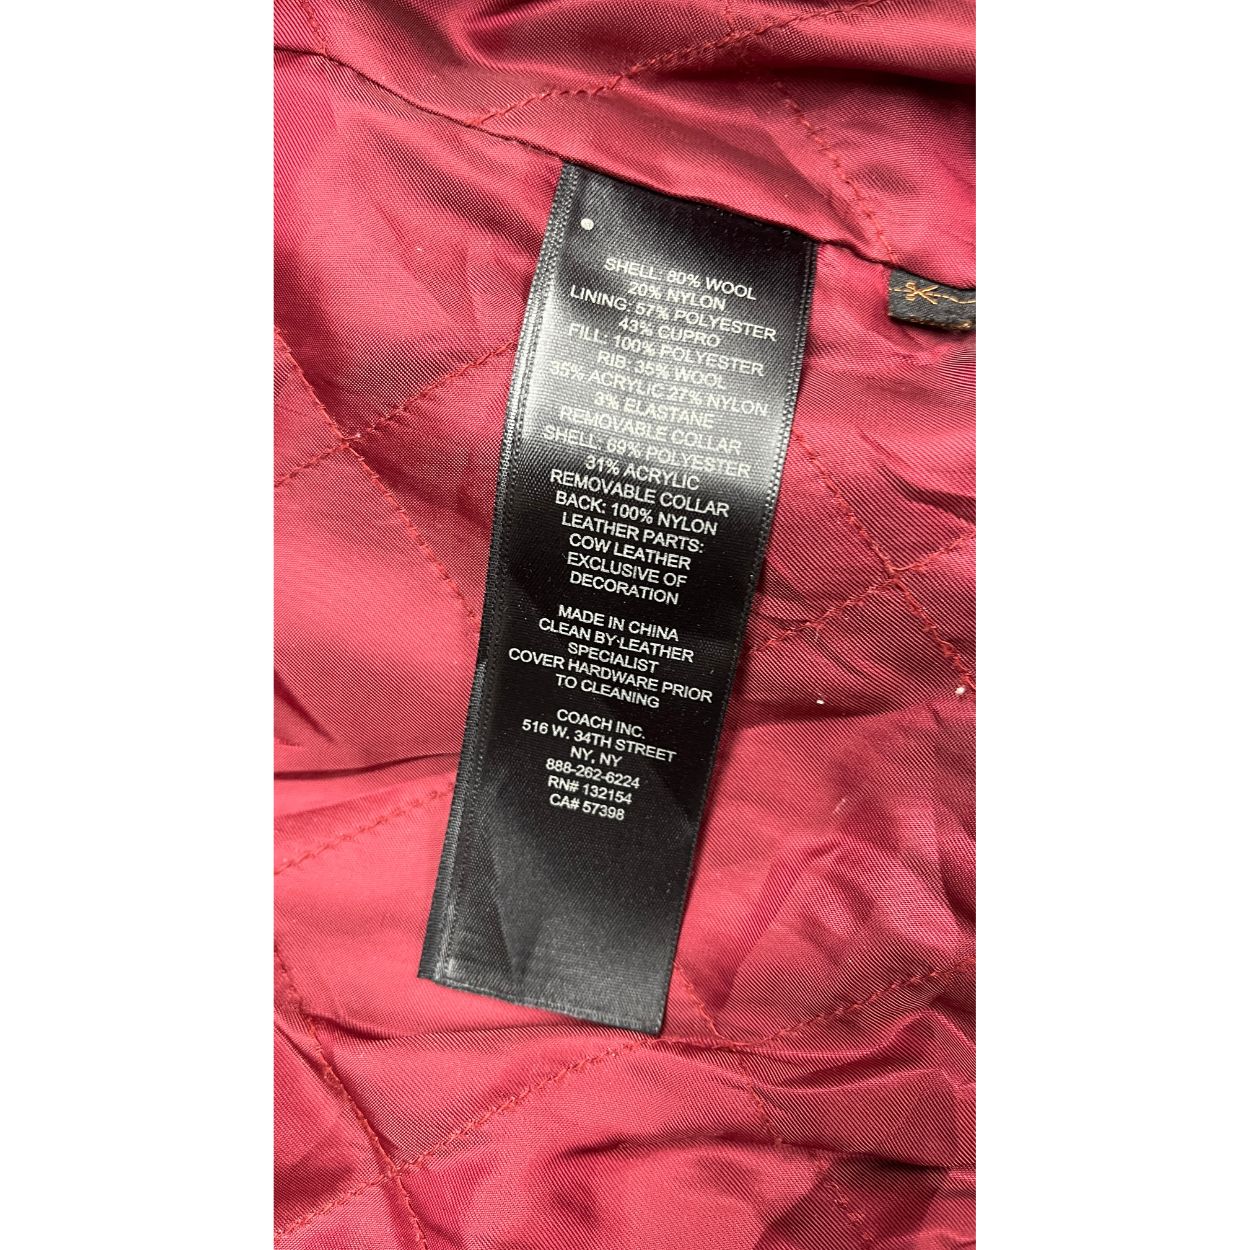 SHELL: 80% WOOL
20% NYLON
LINING: 57% POLYESTER
43% CUPRO
FILL: 100% POLYESTER
RIB: 35% WOOL
35% ACRYLIC 27% NYLON
3% ELASTANE
REMOVABLE COLLAR
SHELL: 69% POLYESTER
31% ACRYLIC
REMOVABLE COLLAR
BACK: 100% NYLON
LEATHER PARTS:
COW LEATHER
EXCLUSIVE OF
DECORATION
MADE IN CHINA
CLEAN BY LEATHER
SPECIALIST
COVER HARDWARE PRIOR
TO CLEANING
COACH INC.
516 W. 34TH STREET
NY, NY
888-262-6224
RN# 132154
CA# 57398